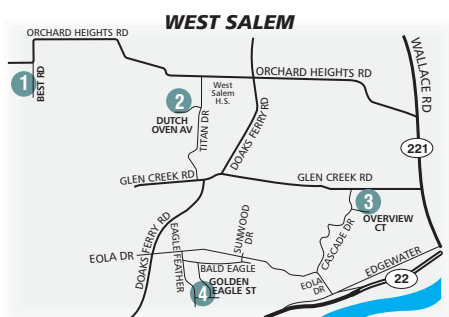 WEST SALEM
ORCHARD HEIGHTS RD
WALLACE RD
1
BEST RD
ORCHARD HEIGHTS RD
West
Salem
H.S.
2
DUTCH
OVEN AV
TITAN DR
DOAKS FERRY RD
221
GLEN CREEK RD
GLEN CREEK RD
3
OVERVIEW
CT
DOAKS FERRY RD
EAGLE FEATHER
SUNWOOD
DR
CASCADE DR
EOLA DR
BALD EAGLE
EDGEWATER
4
GOLDEN
EAGLE ST
EOLA
DR
22